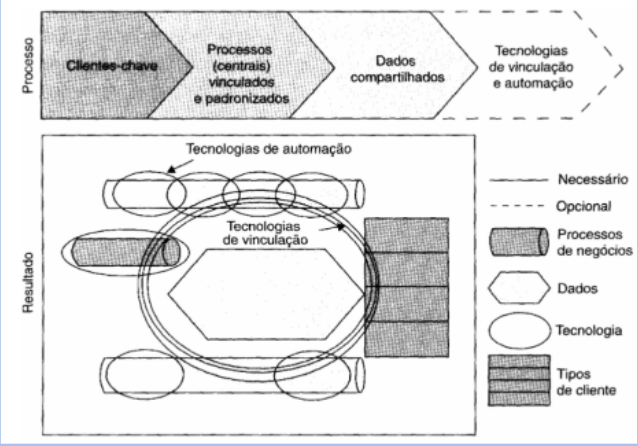 Processo
Clientes-chave
Processos
(centrais)
vinculados
e padronizados
Dados
compartilhados
Tecnologias
de vinculação
e automação
Resultado
Tecnologias de automação
Tecnologias
de vinculação
Necessário
Opcional
Processos
de negócios
Dados
Tecnologia
Tipos
de cliente